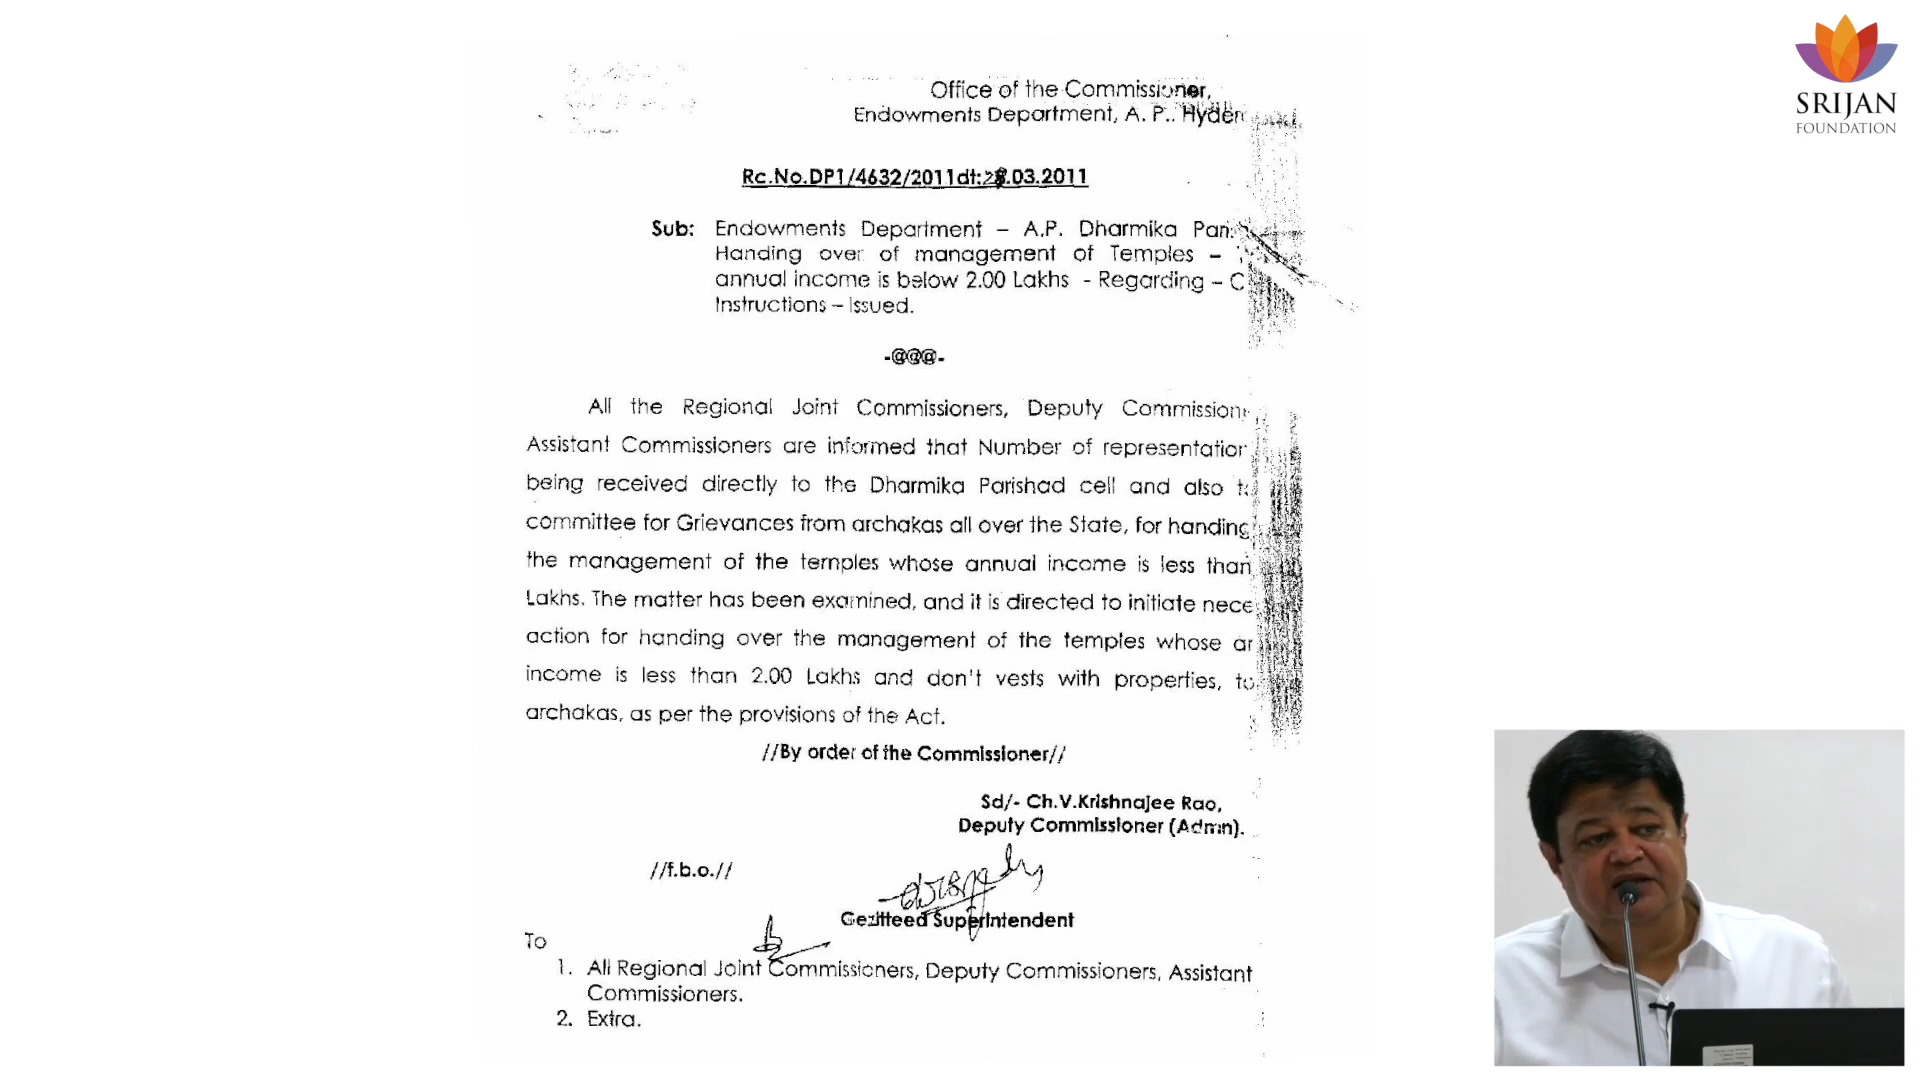 SRIJAN
FOUNDATION
Office of the Commissioner,
Endowments Department, A. P..
Rc.No.DP1/4632/2011dt: .03.2011
Sub: Endowments Department – A.P. Dharmika
Handing over of management of Temples –
annual income is below 2.00 Lakhs - Regarding – C
Instructions – Issued.
-@@@-
All the Regional Joint Commissioners, Deputy
Assistant Commissioners are informed that Number of
being received directly to the Dharmika Parishad cell and also
committee for Grievances from archakas all over the State, for handing
the management of the temples whose annual income is less than
Lakhs. The matter has been examined, and it is directed to initiate nece
action for handing over the management of the temples whose
income is less than 2.00 Lakhs and don't vests with properties,
archakas, as per the provisions of the Act.
//By order of the Commissioner//
Sd/- Ch.V.Krishnajee Rao,
Deputy Commissioner (Admn).
//f.b.o.//
Superintendent
To
1. All Regional Joint Commissioners, Deputy Commissioners, Assistant
Commissioners.
2. Extra.